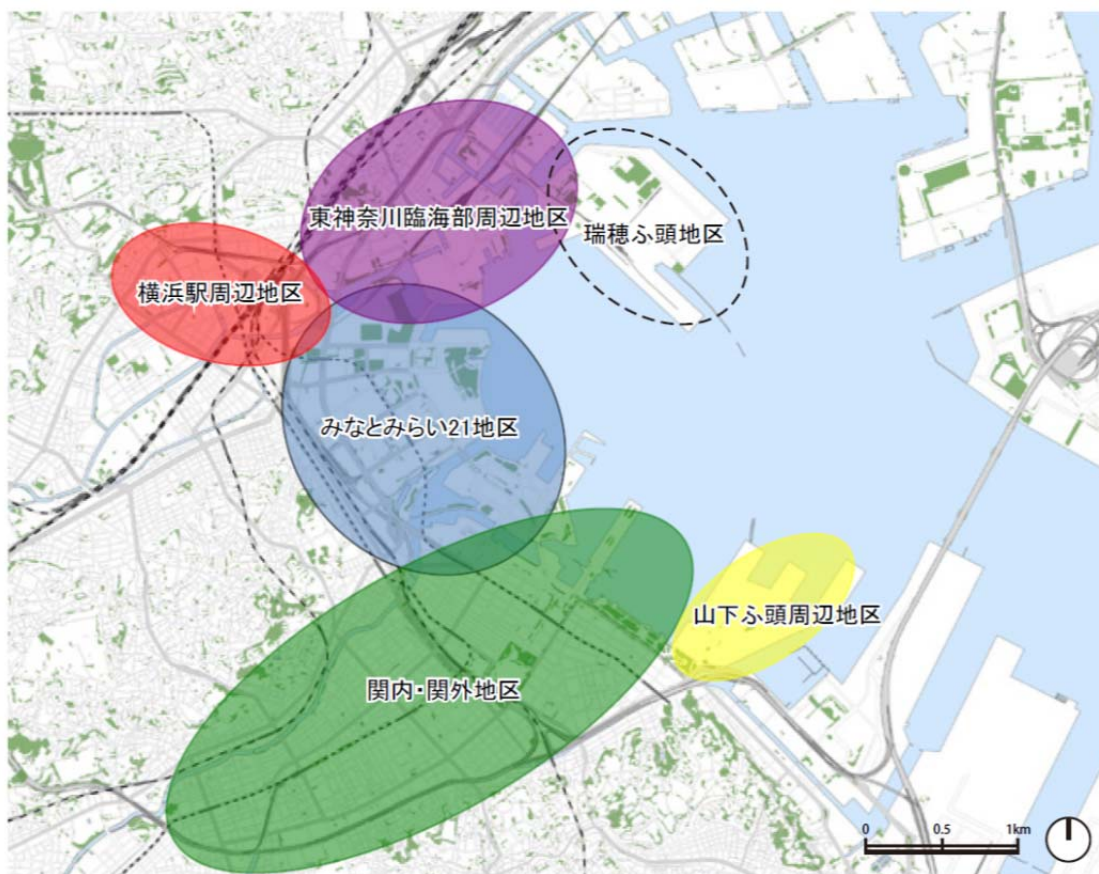 東神奈川臨海部周辺地区
瑞穂ふ頭地区
横浜駅周辺地区
みなとみらい21地区
山下ふ頭周辺地区
関内・関外地区
0 0.5 1km